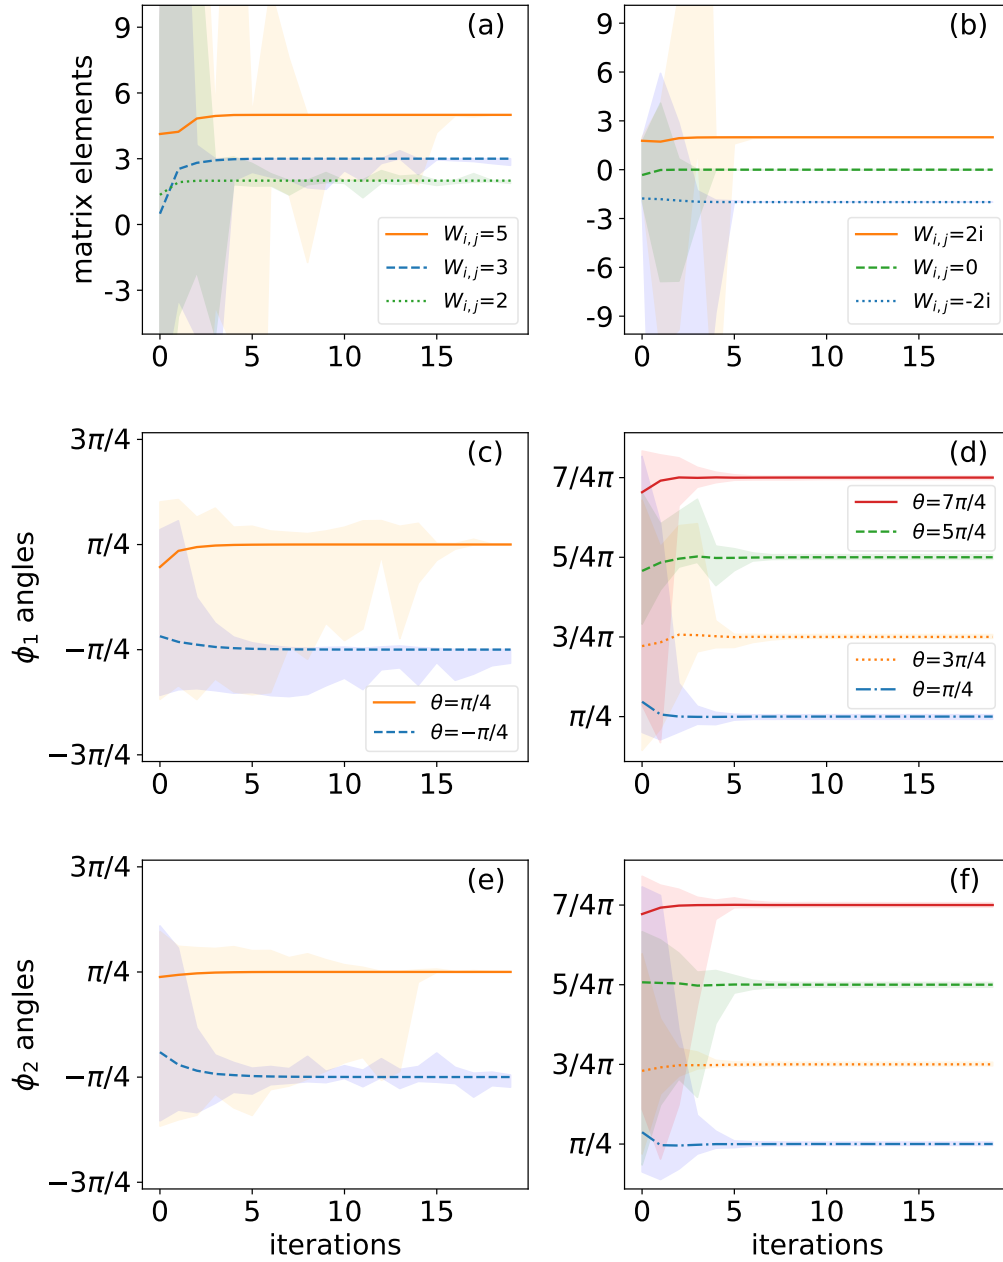 (a)
matrix elements
9
6
3
0
-3
W_{i,j}=5
W_{i,j}=3
W_{i,j}=2
0 5 10 15
(b)
9
6
3
0
-3
-6
-9
W_{i,j}=2i
W_{i,j}=0
W_{i,j}=-2i
0 5 10 15
(c)
ϕ₁ angles
3π/4
π/4
−π/4
−3π/4
θ=π/4
θ=−π/4
0 5 10 15
(d)
7/4π
5/4π
3/4π
π/4
θ=7π/4
θ=5π/4
θ=3π/4
θ=π/4
0 5 10 15
(e)
ϕ₂ angles
3π/4
π/4
−π/4
−3π/4
0 5 10 15
iterations
(f)
7/4π
5/4π
3/4π
π/4
0 5 10 15
iterations